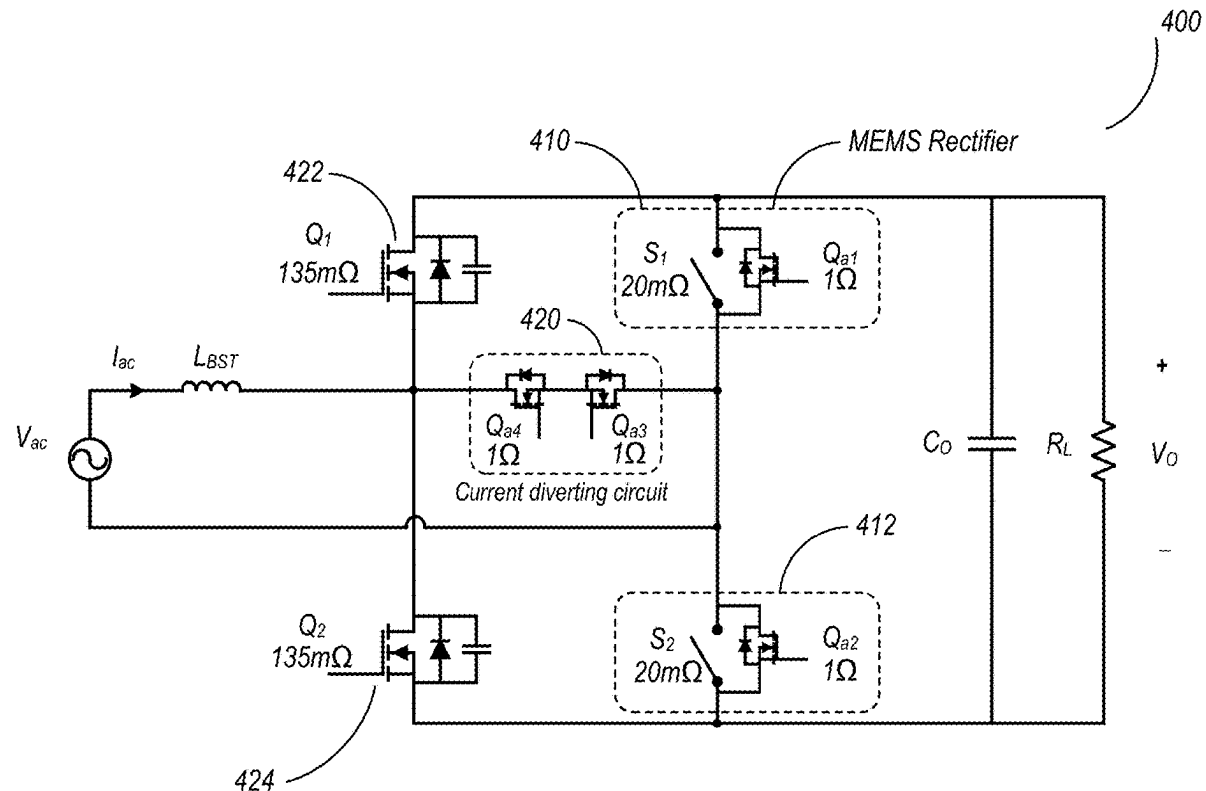 400
410
MEMS Rectifier
422
Q1
135mΩ
S1
20mΩ
Qa1
1Ω
420
Iac
LBST
Vac
Qa4
1Ω
Qa3
1Ω
Current diverting circuit
CO
RL
+
VO
–
412
Q2
135mΩ
S2
20mΩ
Qa2
1Ω
424